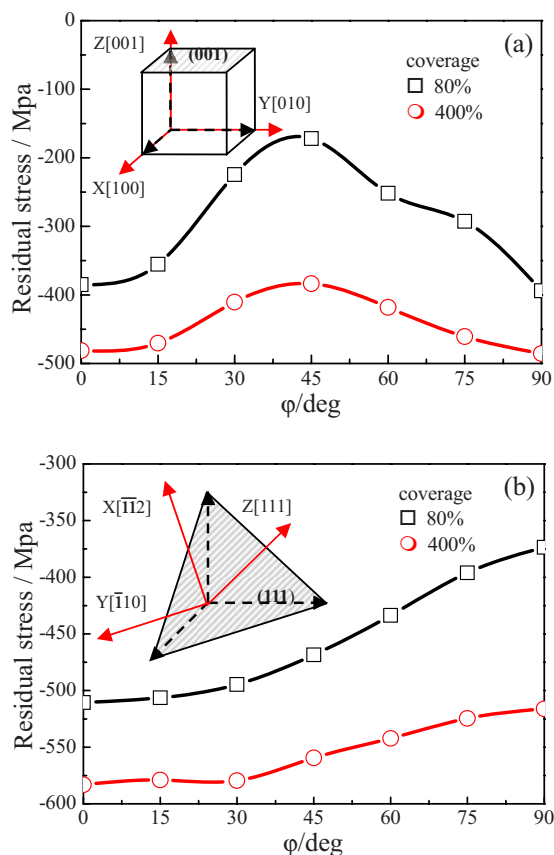 (a)
Residual stress / Mpa
0
-100
-200
-300
-400
-500
0 15 30 45 60 75 90
φ/deg
Z[001]
(001)
Y[010]
X[100]
coverage
80%
400%
(b)
Residual stress / Mpa
-300
-350
-400
-450
-500
-550
-600
0 15 30 45 60 75 90
φ/deg
X[1̅1̅2]
Z[111]
Y[1̅10]
coverage
80%
400%